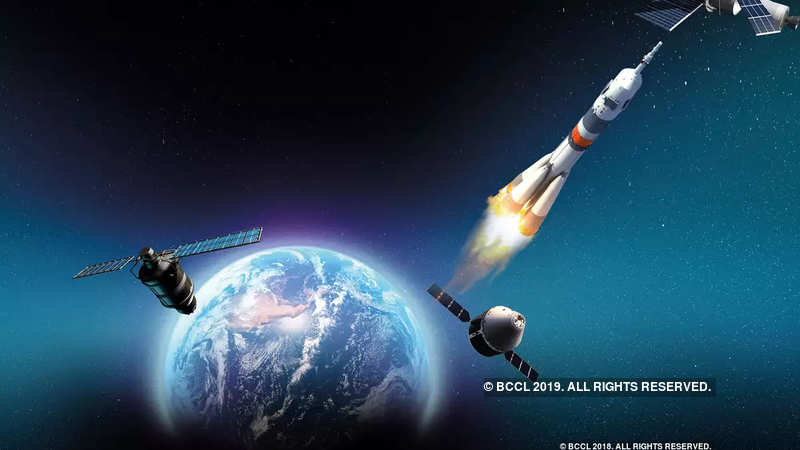 © BCCL 2019. ALL RIGHTS RESERVED.
© BCCL 2018. ALL RIGHTS RESERVED.